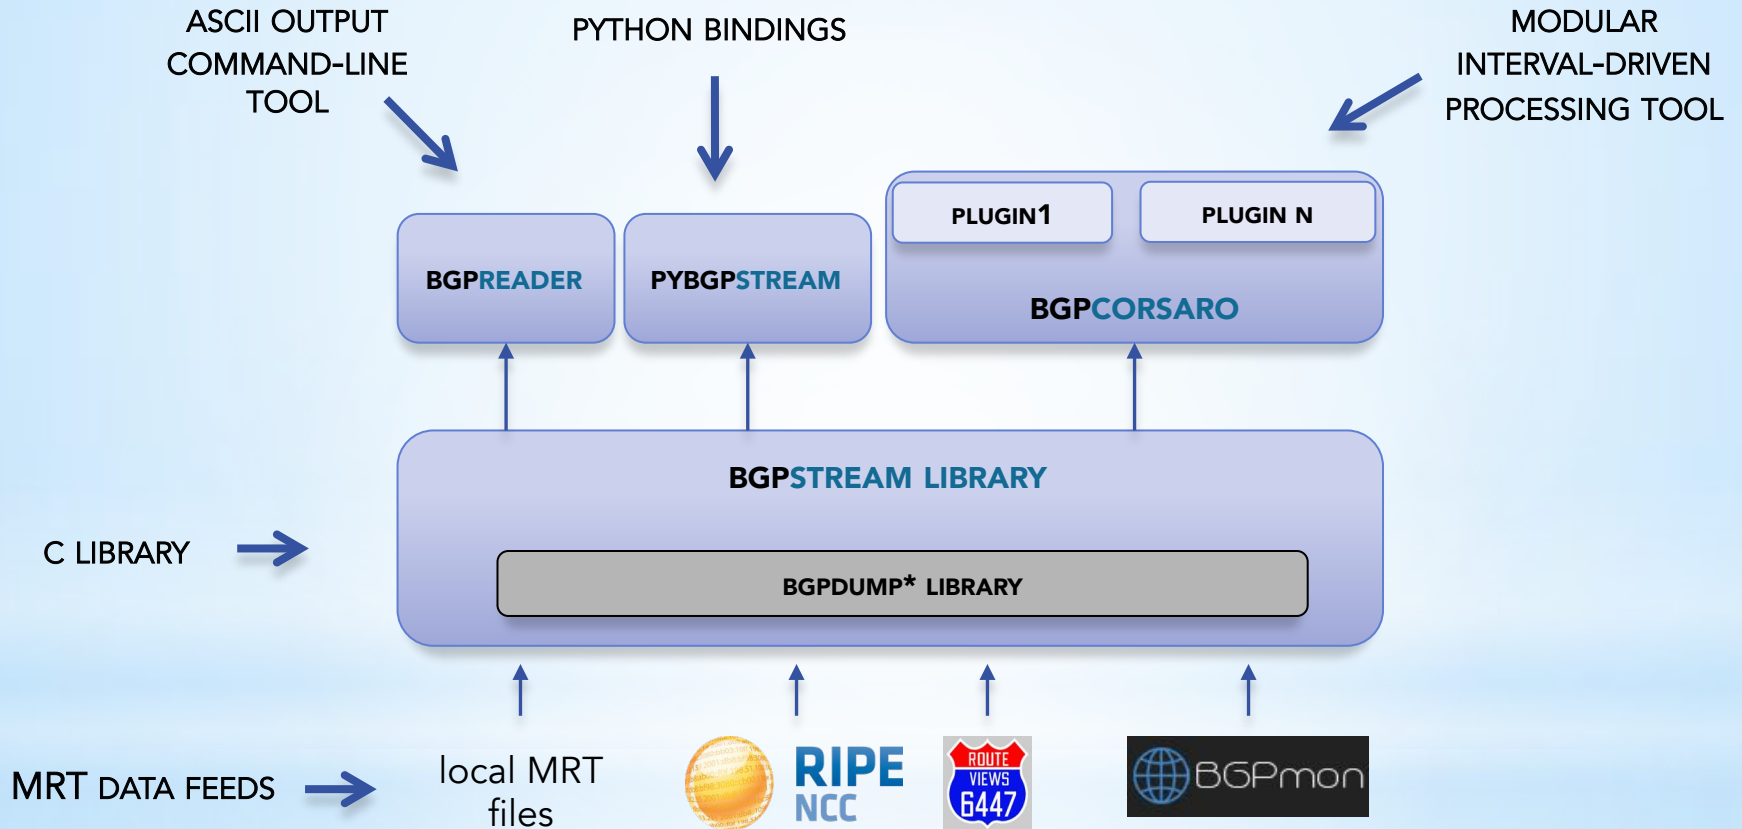 ASCII OUTPUT
COMMAND-LINE
TOOL
PYTHON BINDINGS
MODULAR
INTERVAL-DRIVEN
PROCESSING TOOL
PLUGIN1
PLUGIN N
BGPREADER
PYBGPSTREAM
BGPCORSARO
BGPSTREAM LIBRARY
C LIBRARY
BGPDUMP* LIBRARY
MRT DATA FEEDS
local MRT
files
RIPE
NCC
ROUTE
VIEWS
6447
BGPmon